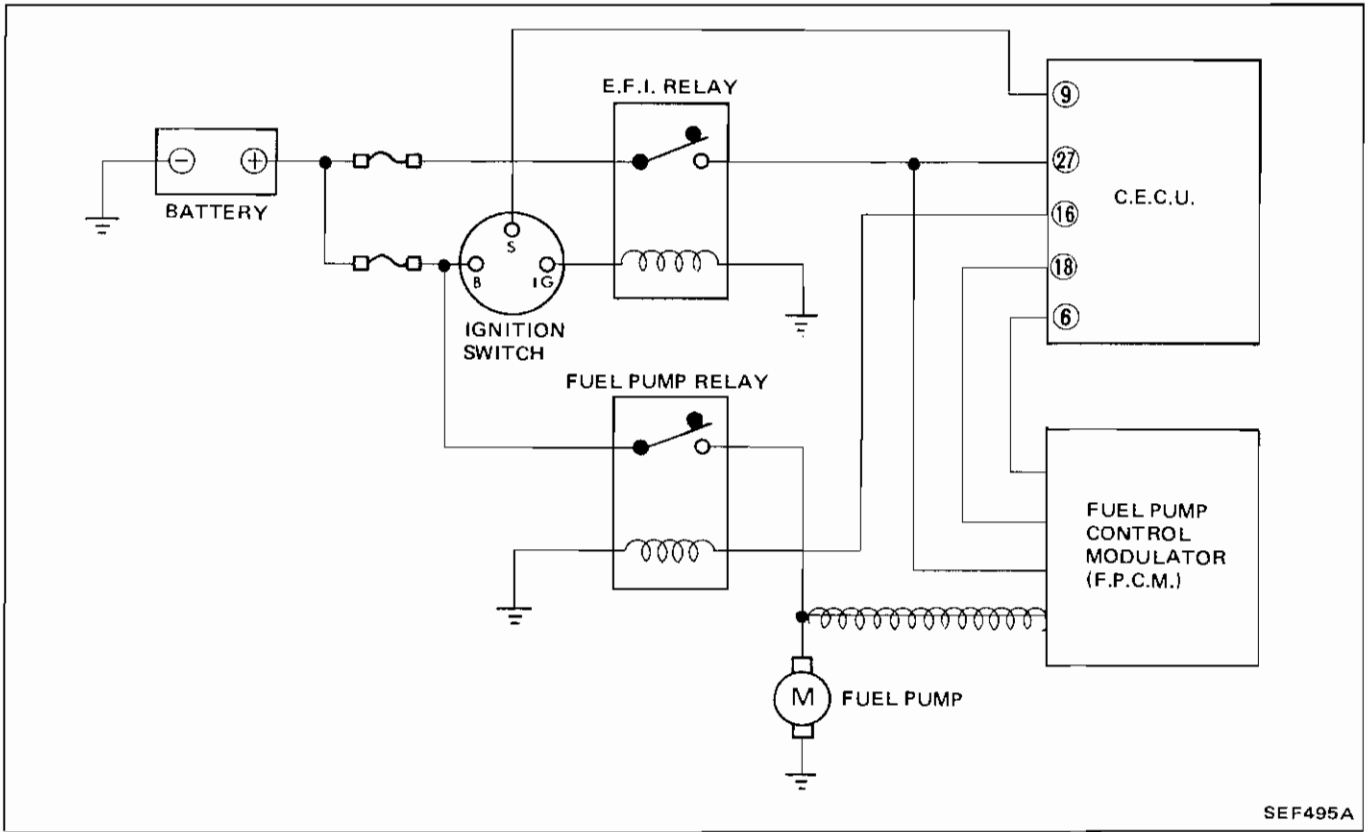 E.F.I. RELAY
9
27
16
18
6
C.E.C.U.
−
+
BATTERY
S
B
IG
IGNITION
SWITCH
FUEL PUMP RELAY
FUEL PUMP
CONTROL
MODULATOR
(F.P.C.M.)
M
FUEL PUMP
SEF495A